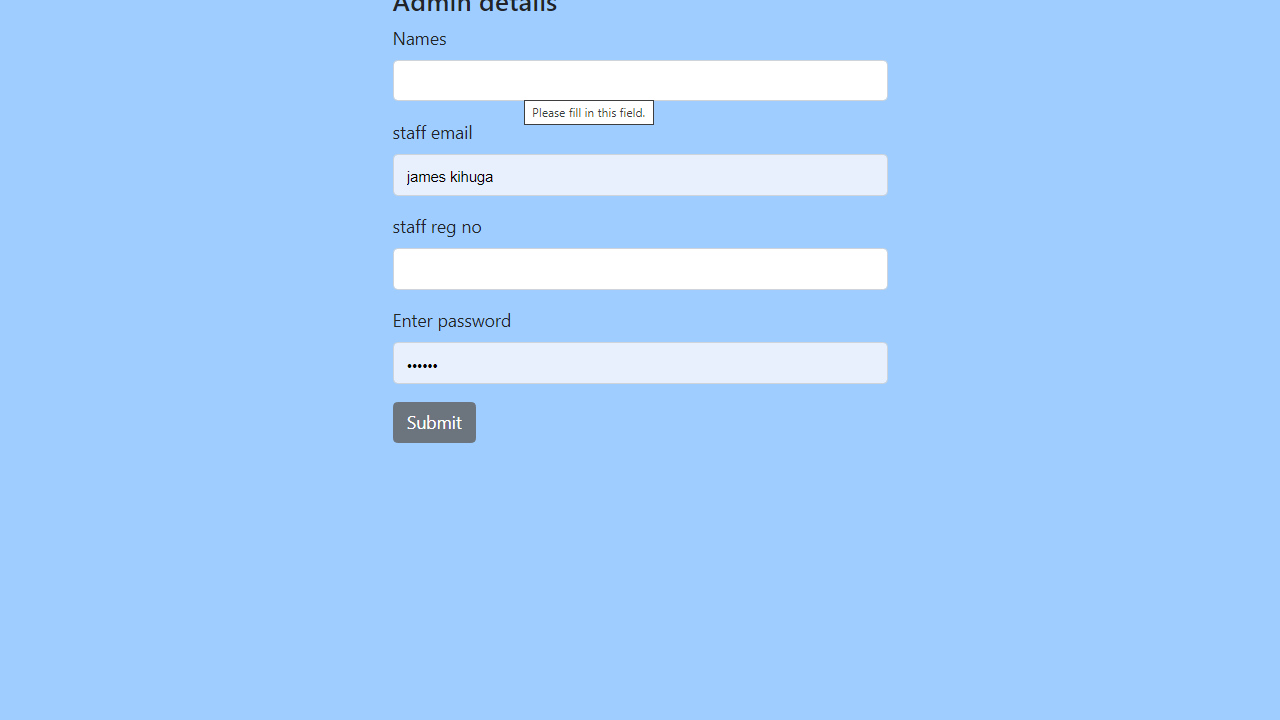 Admin details
Names
Please fill in this field.
staff email
james kihuga
staff reg no
Enter password
••••••
Submit